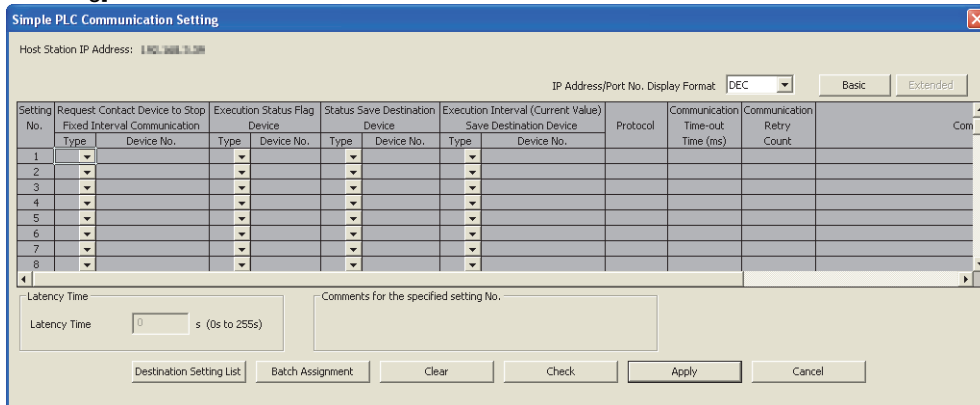 Simple PLC Communication Setting
Host Station IP Address:
IP Address/Port No. Display Format DEC Basic Extended
Setting No. Request Contact Device to Stop Fixed Interval Communication Execution Status Flag Device Status Save Destination Device Execution Interval (Current Value) Save Destination Device Protocol Communication Time-out Time (ms) Communication Retry Count Com
Type Device No. Type Device No. Type Device No. Type Device No.
1
2
3
4
5
6
7
8
Latency Time Comments for the specified setting No.
Latency Time 0 s (0s to 255s)
Destination Setting List Batch Assignment Clear Check Apply Cancel